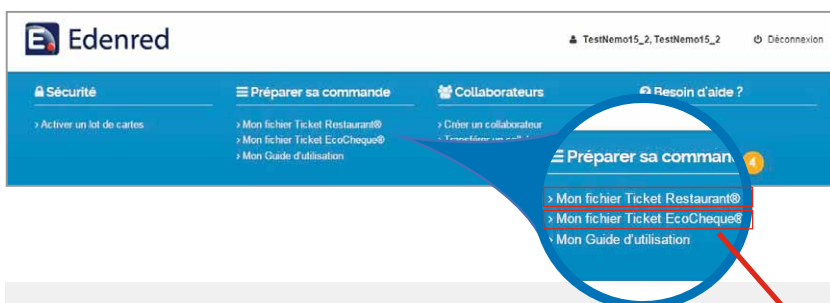 Edenred
TestNemo15_2, TestNemo15_2
Déconnexion
Sécurité
> Activer un lot de cartes
Préparer sa commande
> Mon fichier Ticket Restaurant®
> Mon fichier Ticket EcoCheque®
> Mon Guide d'utilisation
Collaborateurs
> Créer un collaborateur
Besoin d'aide ?
Préparer sa comman
4
> Mon fichier Ticket Restaurant®
> Mon fichier Ticket EcoCheque®
> Mon Guide d'utilisation